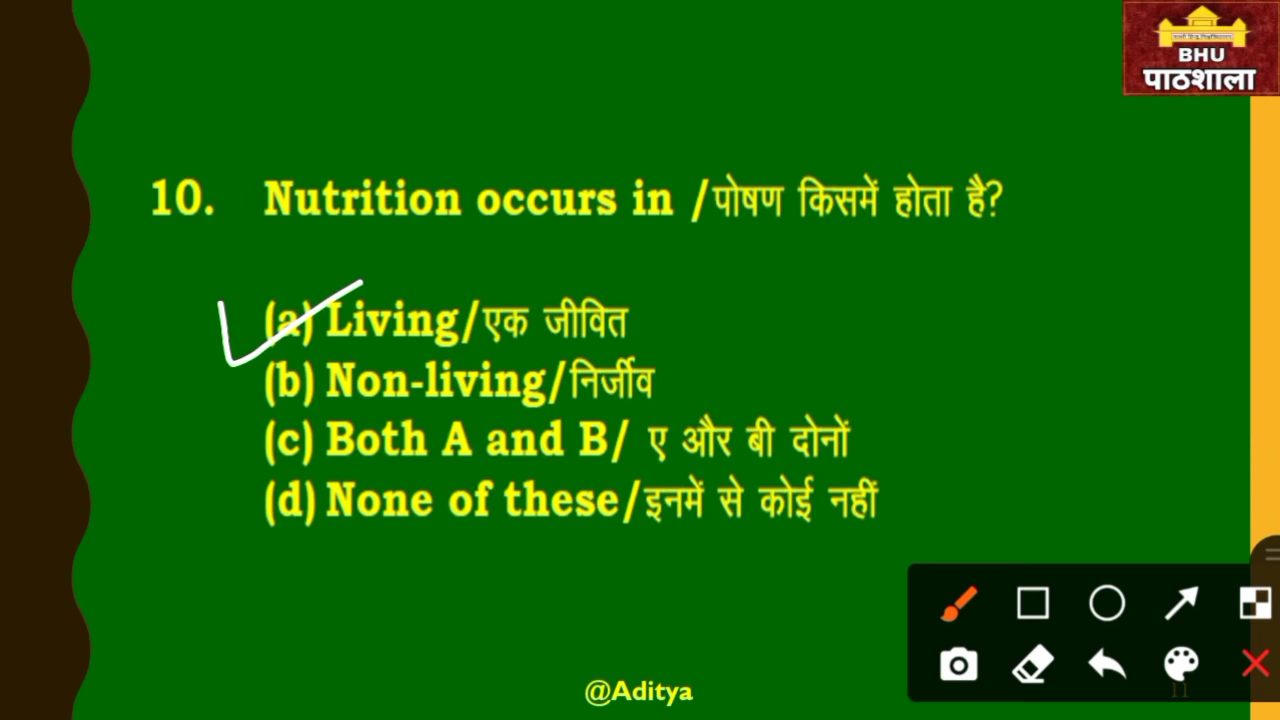 BHU
पाठशाला
10. Nutrition occurs in /पोषण किसमें होता है?
(a) Living/एक जीवित
(b) Non-living/निर्जीव
(c) Both A and B/ ए और बी दोनों
(d) None of these/इनमें से कोई नहीं
@Aditya
11